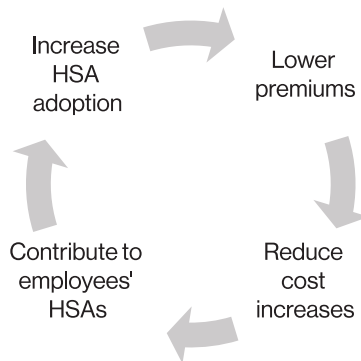 Increase
HSA
adoption
Lower
premiums
Reduce
cost
increases
Contribute to
employees'
HSAs